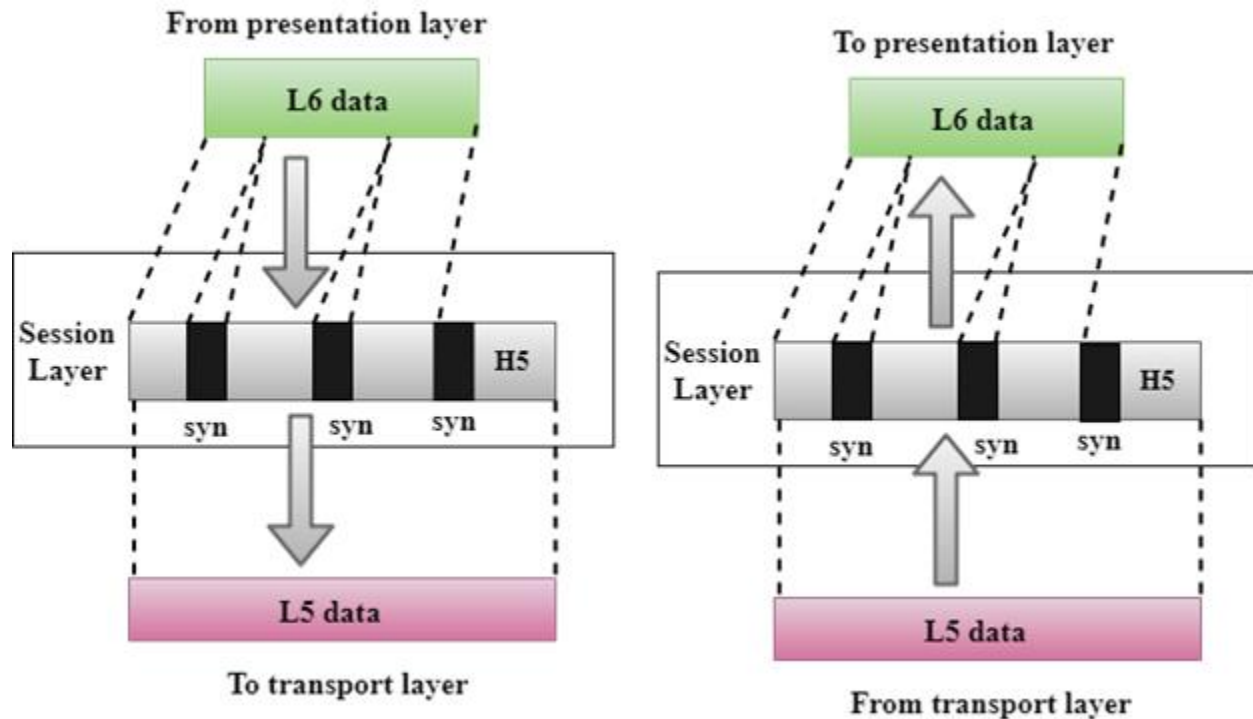 From presentation layer
L6 data
Session
Layer
H5
syn
syn
syn
L5 data
To transport layer
To presentation layer
L6 data
Session
Layer
H5
syn
syn
syn
L5 data
From transport layer